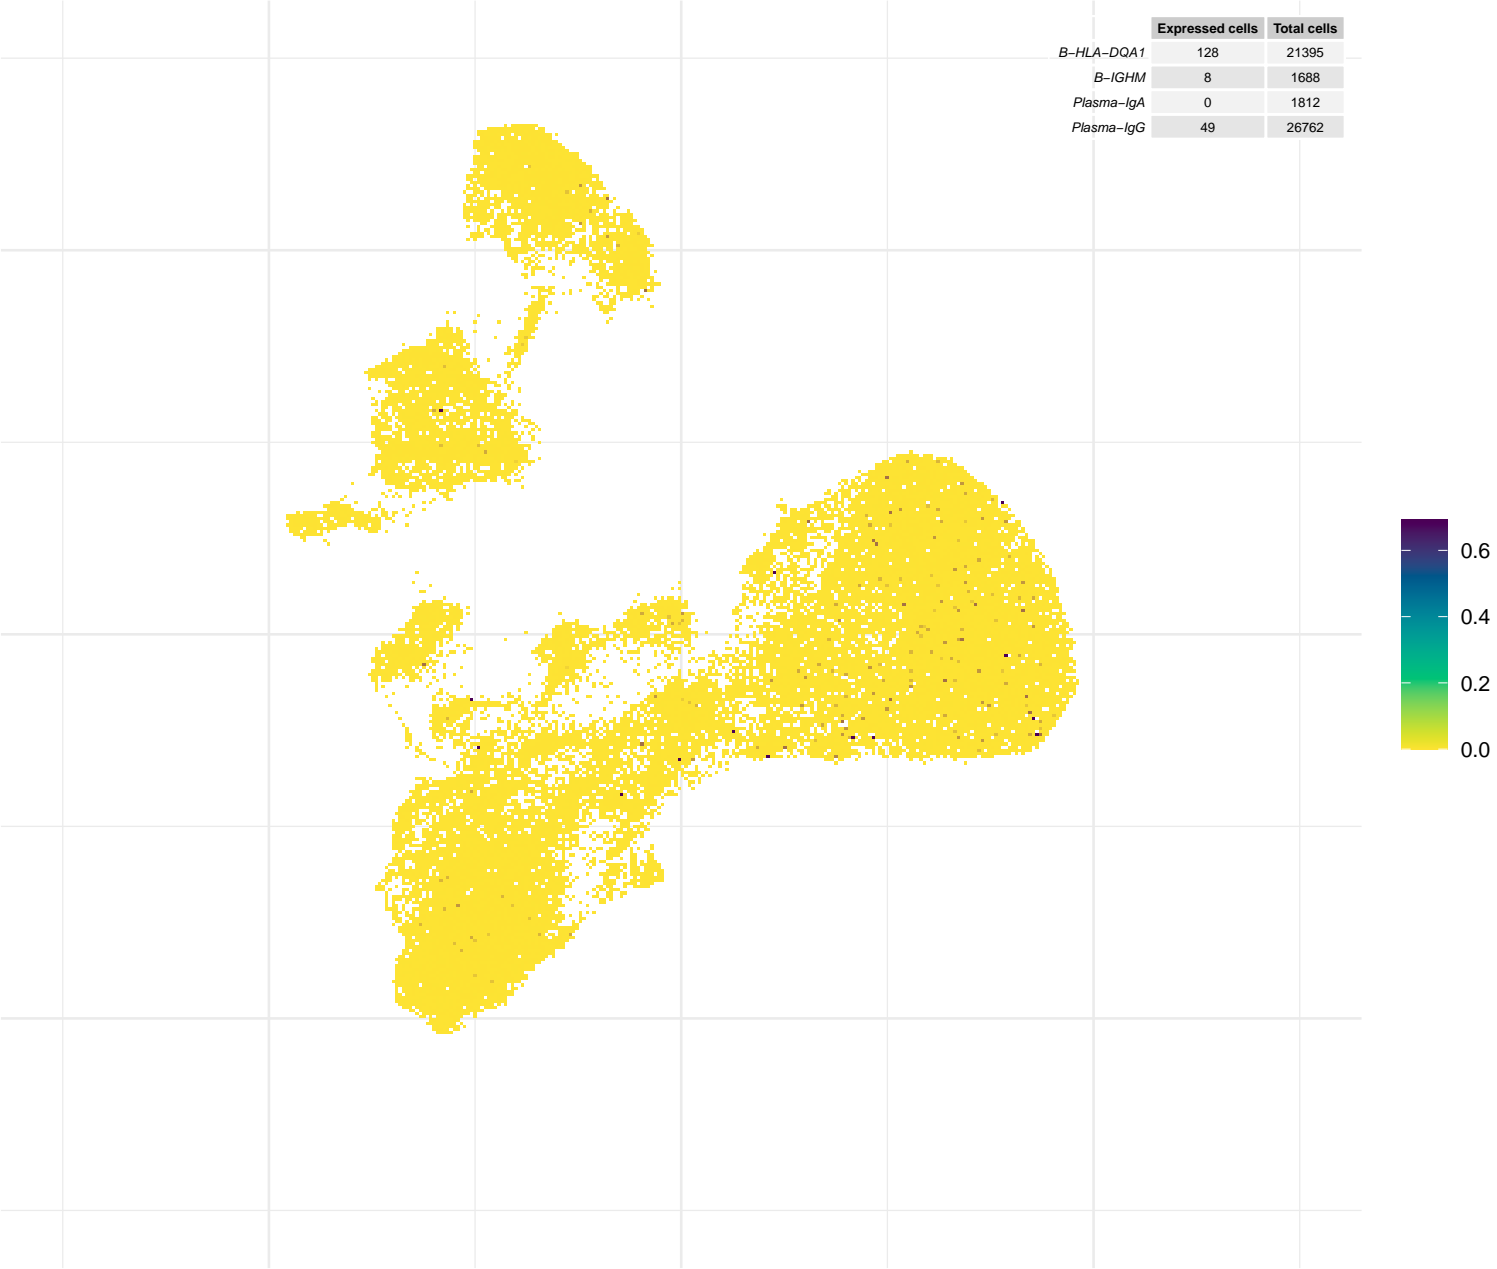 Expressed cells Total cells
B−HLA−DQA1 128 21395
B−IGHM 8 1688
Plasma−IgA 0 1812
Plasma−IgG 49 26762
0.6
0.4
0.2
0.0